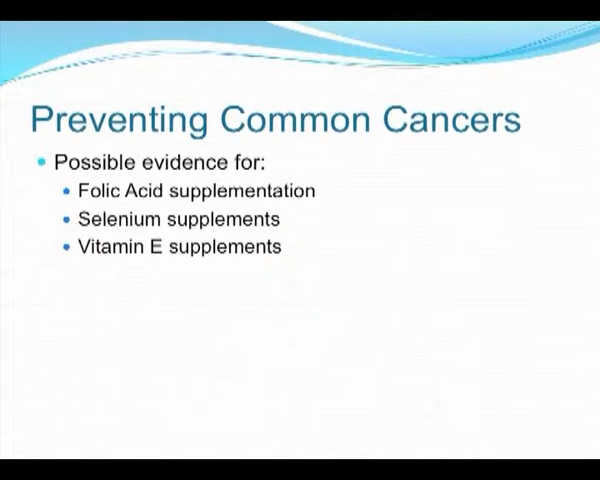 Preventing Common Cancers
Possible evidence for:
Folic Acid supplementation
Selenium supplements
Vitamin E supplements